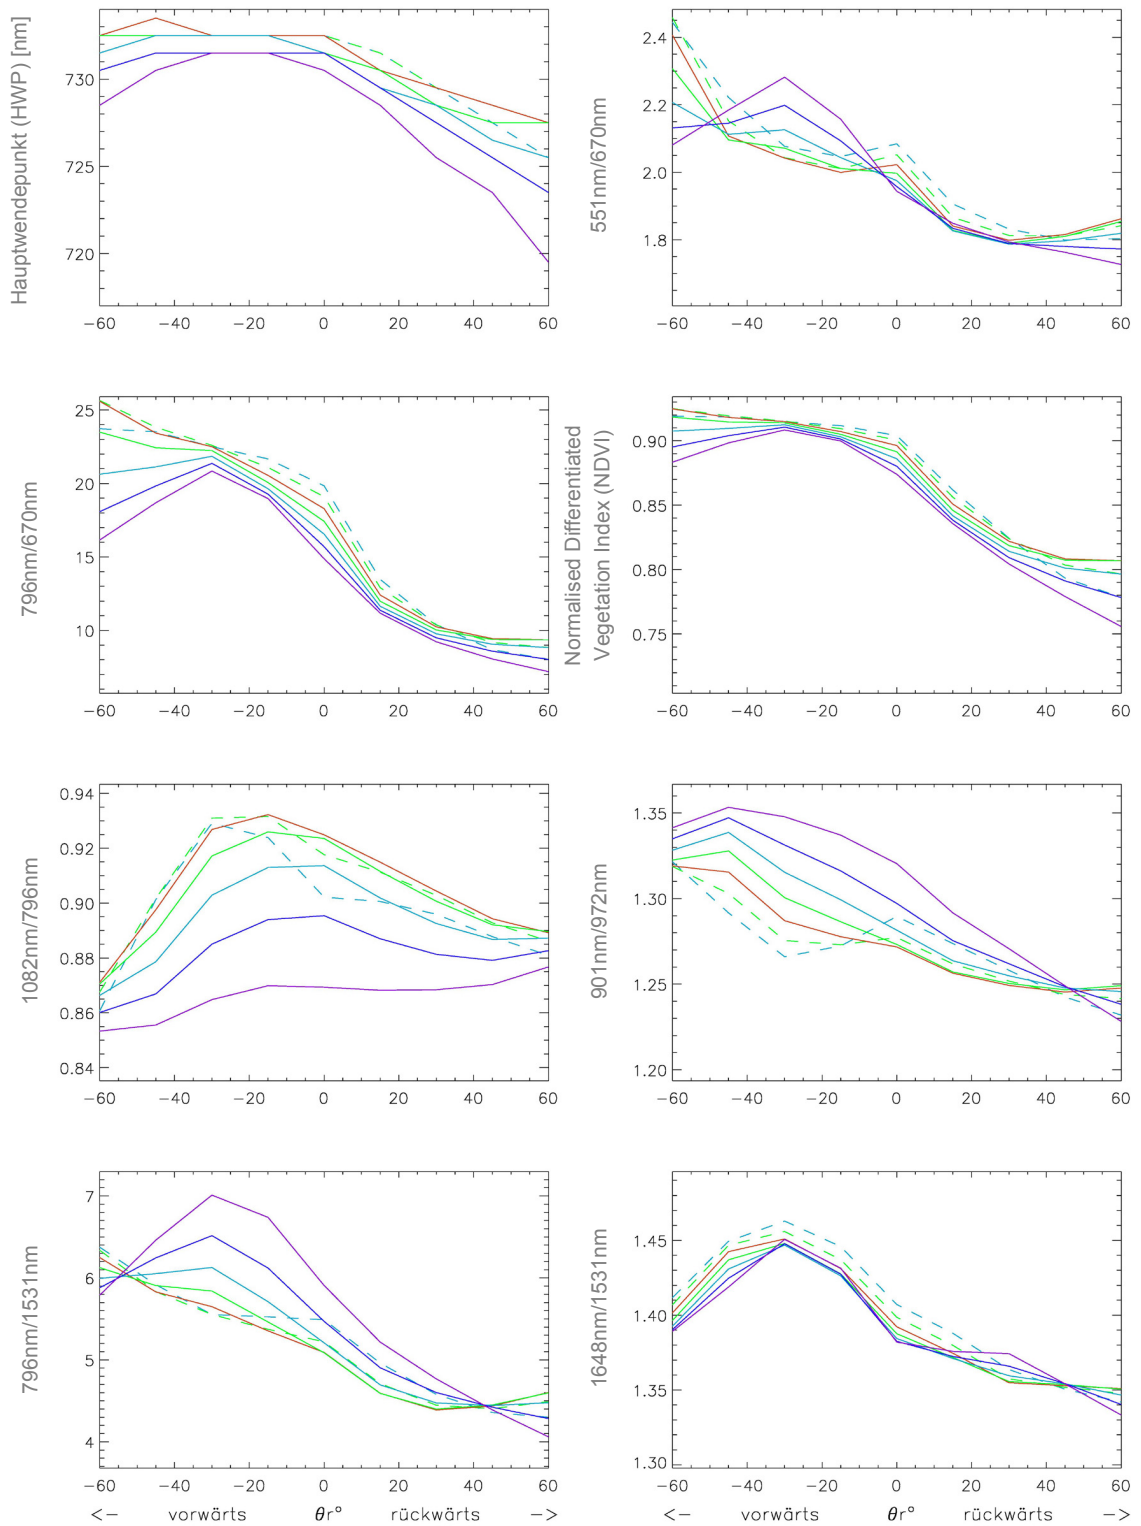 Hauptwendepunkt (HWP) [nm]
730
725
720
−60 −40 −20 0 20 40 60
551nm/670nm
2.4
2.2
2.0
1.8
−60 −40 −20 0 20 40 60
796nm/670nm
25
20
15
10
−60 −40 −20 0 20 40 60
Normalised Differentiated
Vegetation Index (NDVI)
0.90
0.85
0.80
0.75
−60 −40 −20 0 20 40 60
1082nm/796nm
0.94
0.92
0.90
0.88
0.86
0.84
−60 −40 −20 0 20 40 60
901nm/972nm
1.35
1.30
1.25
1.20
−60 −40 −20 0 20 40 60
796nm/1531nm
7
6
5
4
−60 −40 −20 0 20 40 60
<− vorwärts θr° rückwärts −>
1648nm/1531nm
1.45
1.40
1.35
1.30
−60 −40 −20 0 20 40 60
<− vorwärts θr° rückwärts −>